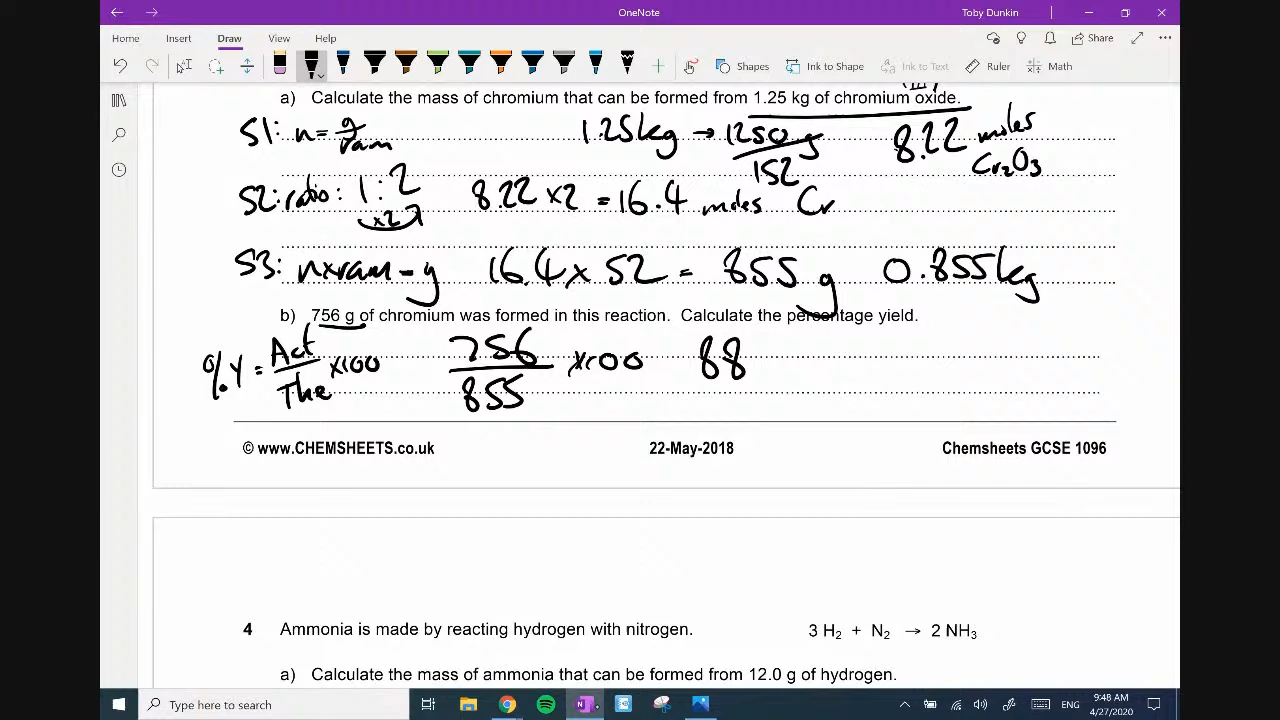 OneNote
Toby Dunkin
Home Insert Draw View Help
Share
Shapes Ink to Shape Ink to Text Ruler Math
(III)
a) Calculate the mass of chromium that can be formed from 1.25 kg of chromium oxide.
S1: n = g/ram 1.25kg → 1250 g/152 8.22 moles Cr₂O₃
S2: ratio: 1 : 2 8.22 × 2 = 16.4 moles Cr
×2
S3: n×ram = g 16.4 × 52 = 855 g 0.855kg
b) 756 g of chromium was formed in this reaction. Calculate the percentage yield.
%Y = Act/The ×100 756/855 ×100 88
© www.CHEMSHEETS.co.uk 22-May-2018 Chemsheets GCSE 1096
4 Ammonia is made by reacting hydrogen with nitrogen. 3 H₂ + N₂ → 2 NH₃
a) Calculate the mass of ammonia that can be formed from 12.0 g of hydrogen.
Type here to search
ENG
9:48 AM
4/27/2020